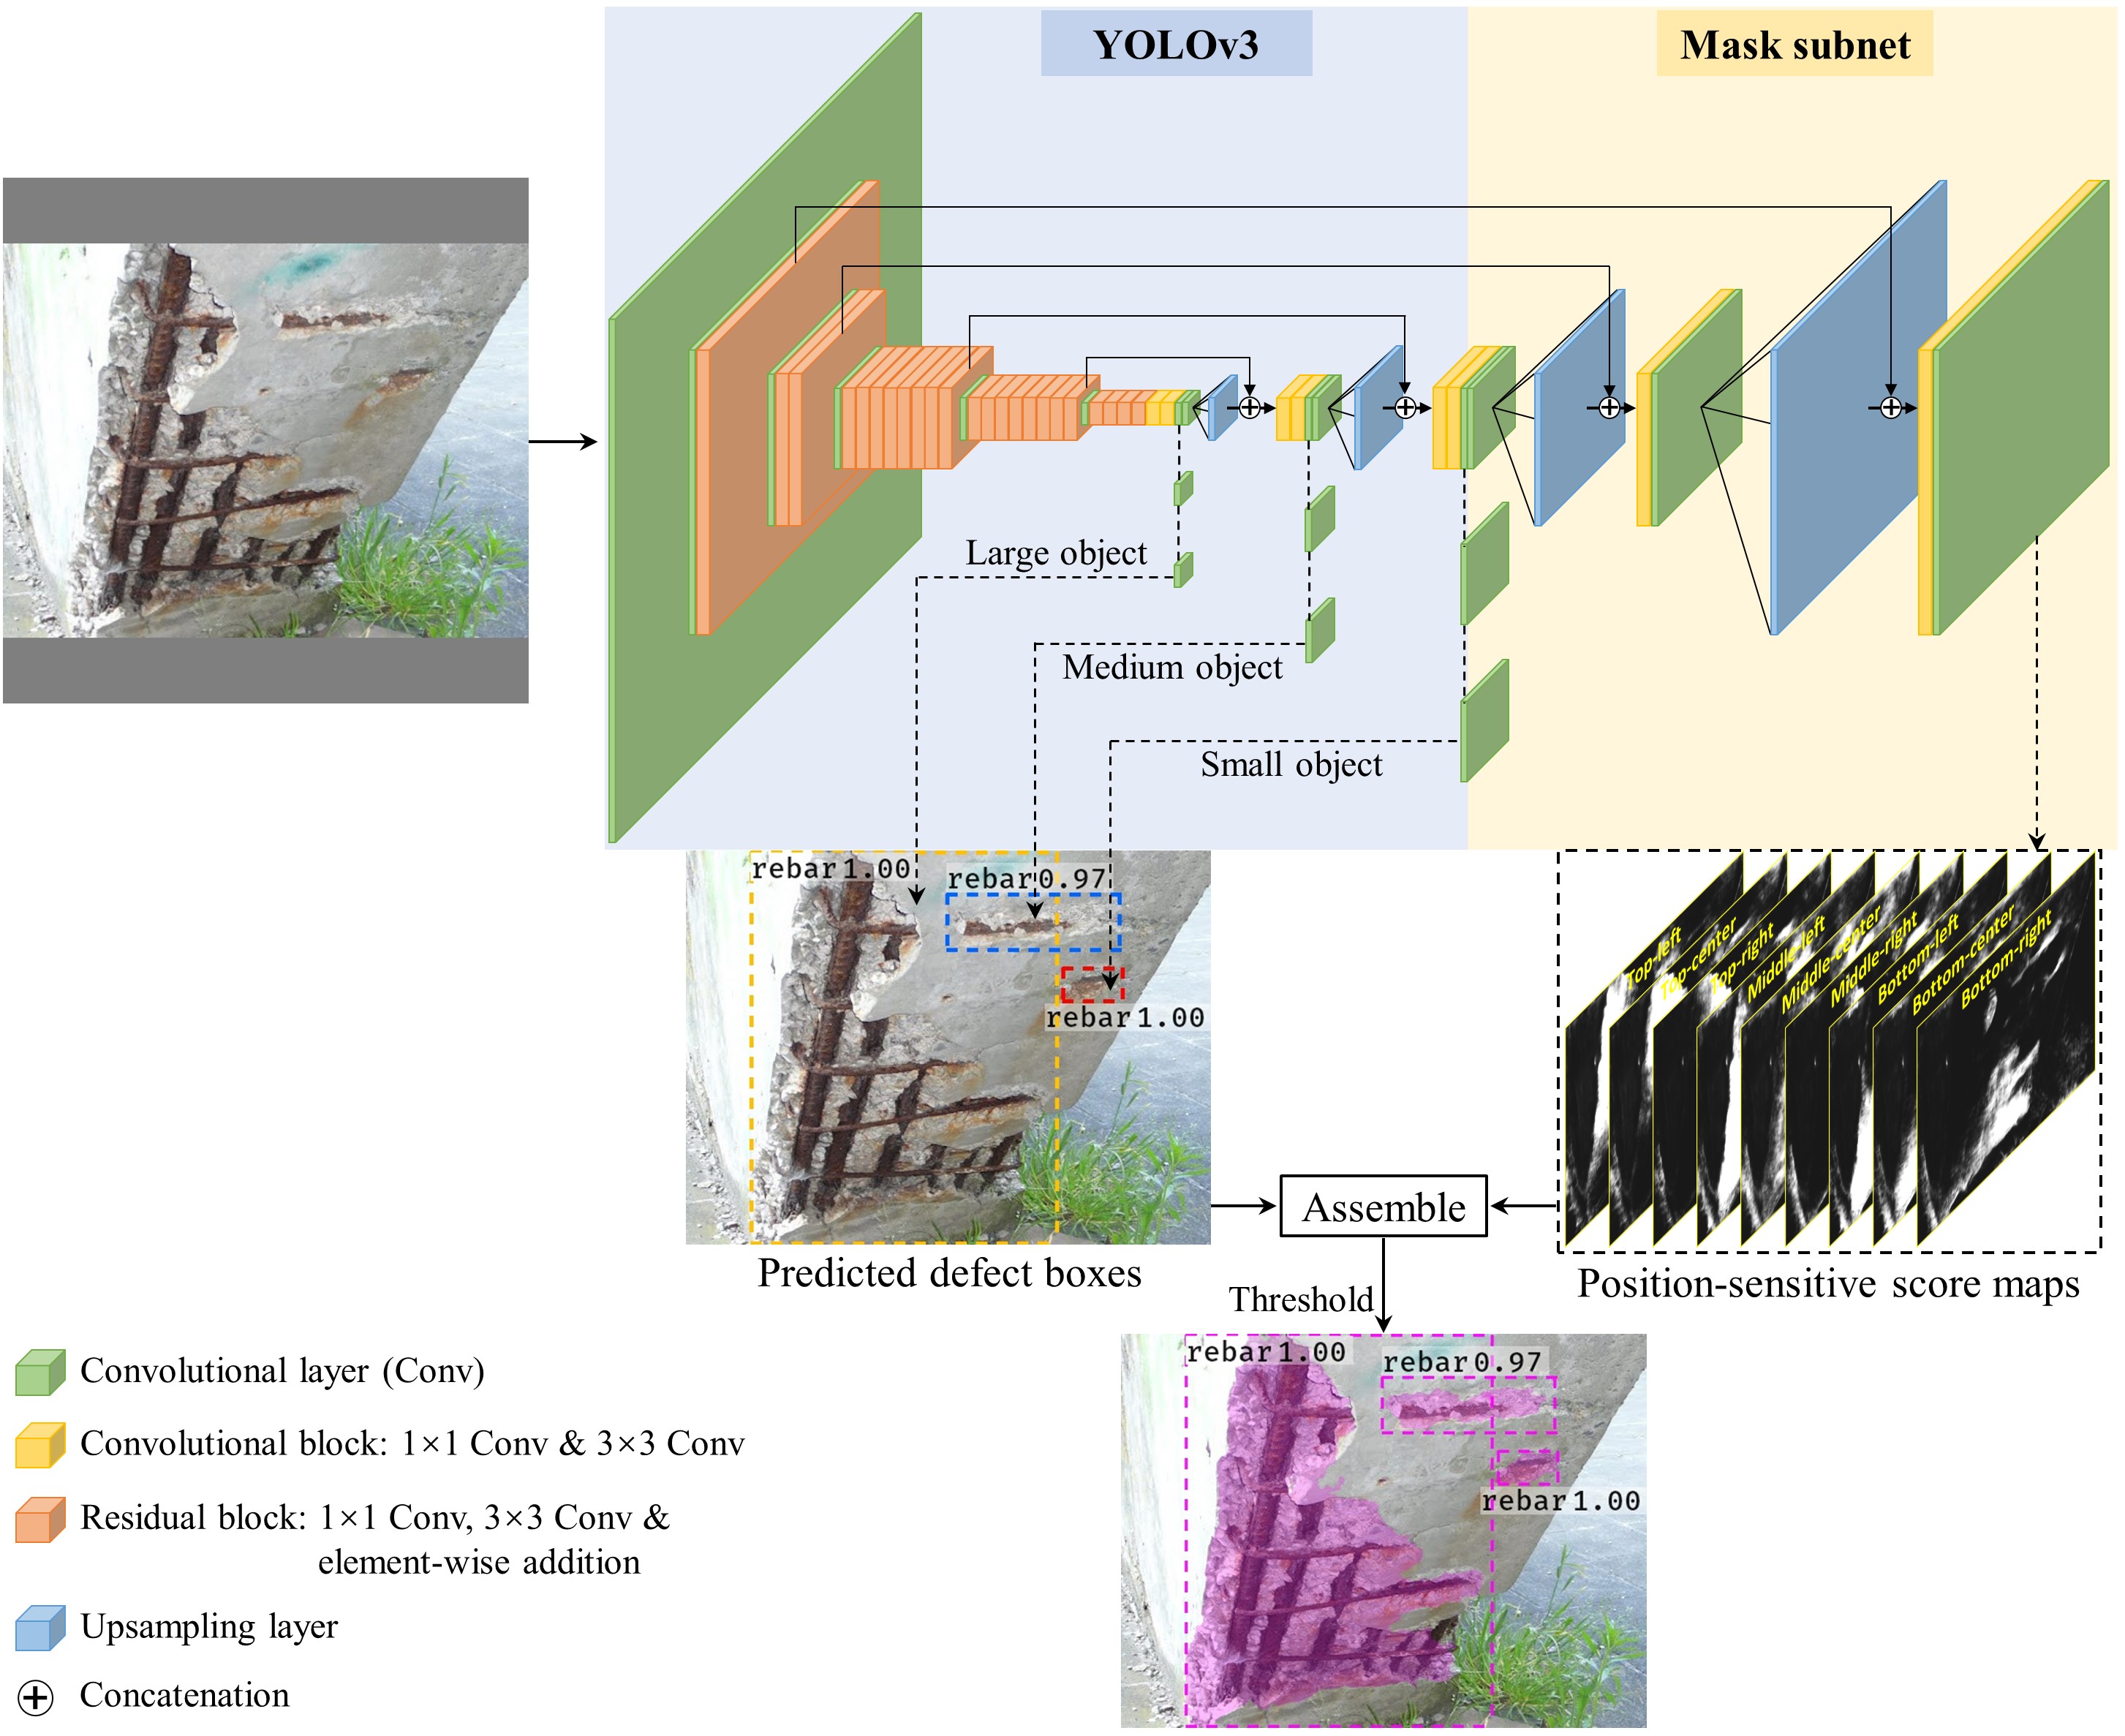 YOLOv3
Mask subnet
Large object
Medium object
Small object
rebar 1.00
rebar 0.97
rebar 1.00
Predicted defect boxes
Top-left
Top-center
Top-right
Middle-left
Middle-center
Middle-right
Bottom-left
Bottom-center
Bottom-right
Position-sensitive score maps
Assemble
Threshold
rebar 1.00
rebar 0.97
rebar 1.00
Convolutional layer (Conv)
Convolutional block: 1×1 Conv & 3×3 Conv
Residual block: 1×1 Conv, 3×3 Conv &
element-wise addition
Upsampling layer
Concatenation